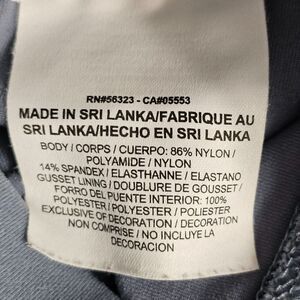 RN#56323 - CA#05553
MADE IN SRI LANKA/FABRIQUE AU
SRI LANKA/HECHO EN SRI LANKA
BODY / CORPS / CUERPO: 86% NYLON /
POLYAMIDE / NYLON
14% SPANDEX / ELASTHANNE / ELASTANO
GUSSET LINING / DOUBLURE DE GOUSSET /
FORRO DEL PUENTE INTERIOR: 100%
POLYESTER / POLYESTER / POLIESTER
EXCLUSIVE OF DECORATION / DECORATION
NON COMPRISE / NO INCLUYE LA
DECORACION